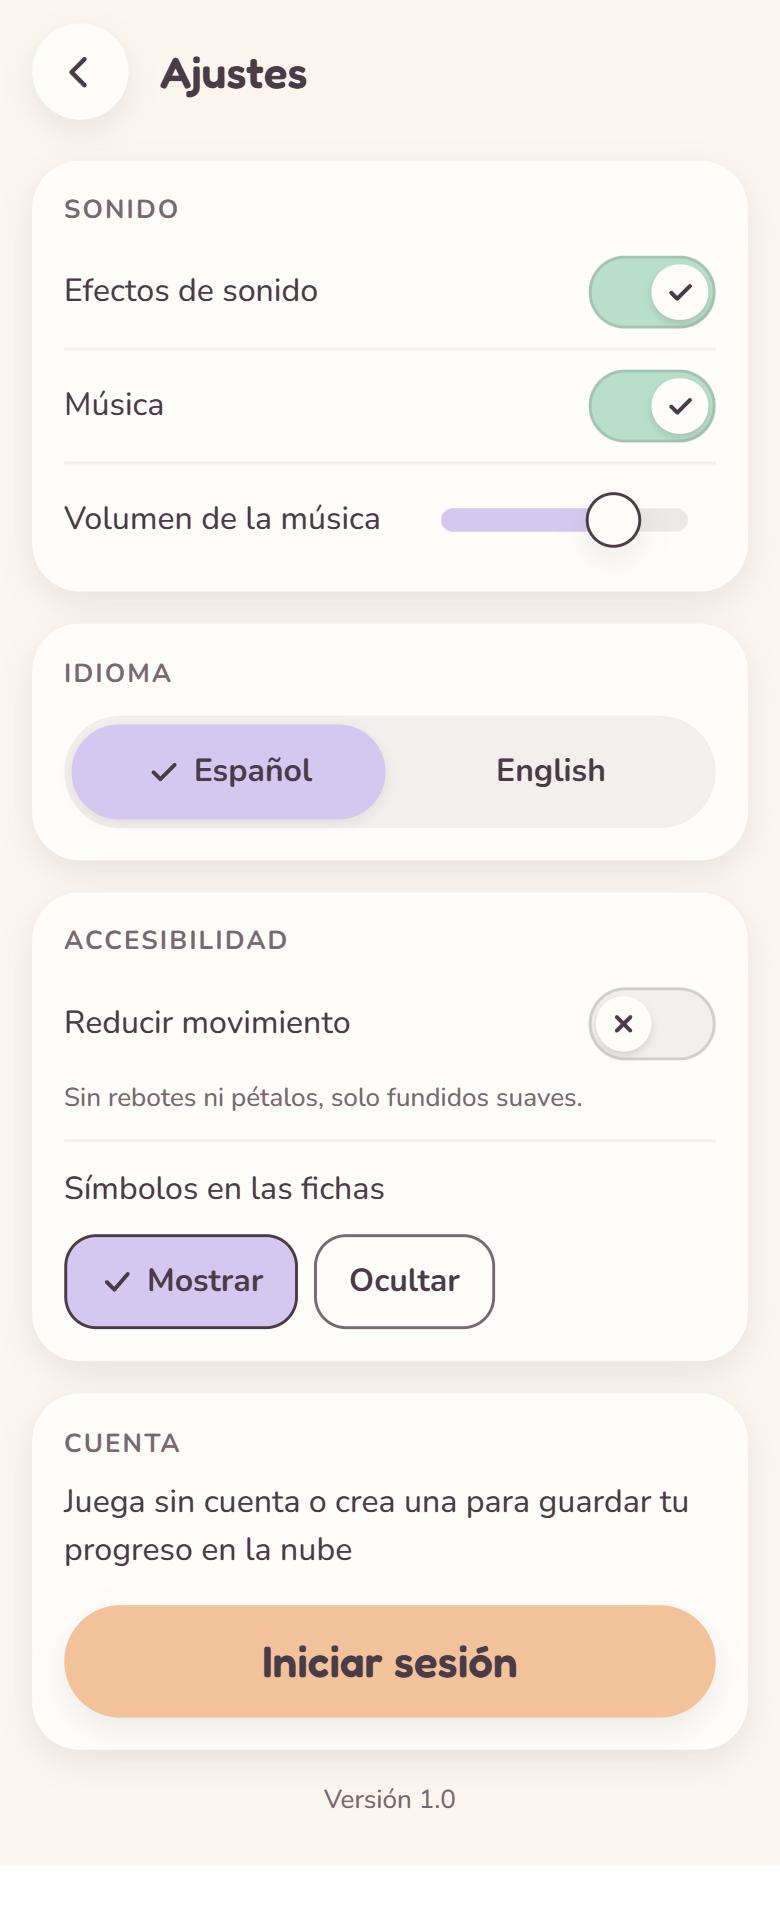 Ajustes
SONIDO
Efectos de sonido
Música
Volumen de la música
IDIOMA
Español
English
ACCESIBILIDAD
Reducir movimiento
Sin rebotes ni pétalos, solo fundidos suaves.
Símbolos en las fichas
Mostrar
Ocultar
CUENTA
Juega sin cuenta o crea una para guardar tu
progreso en la nube
Iniciar sesión
Versión 1.0